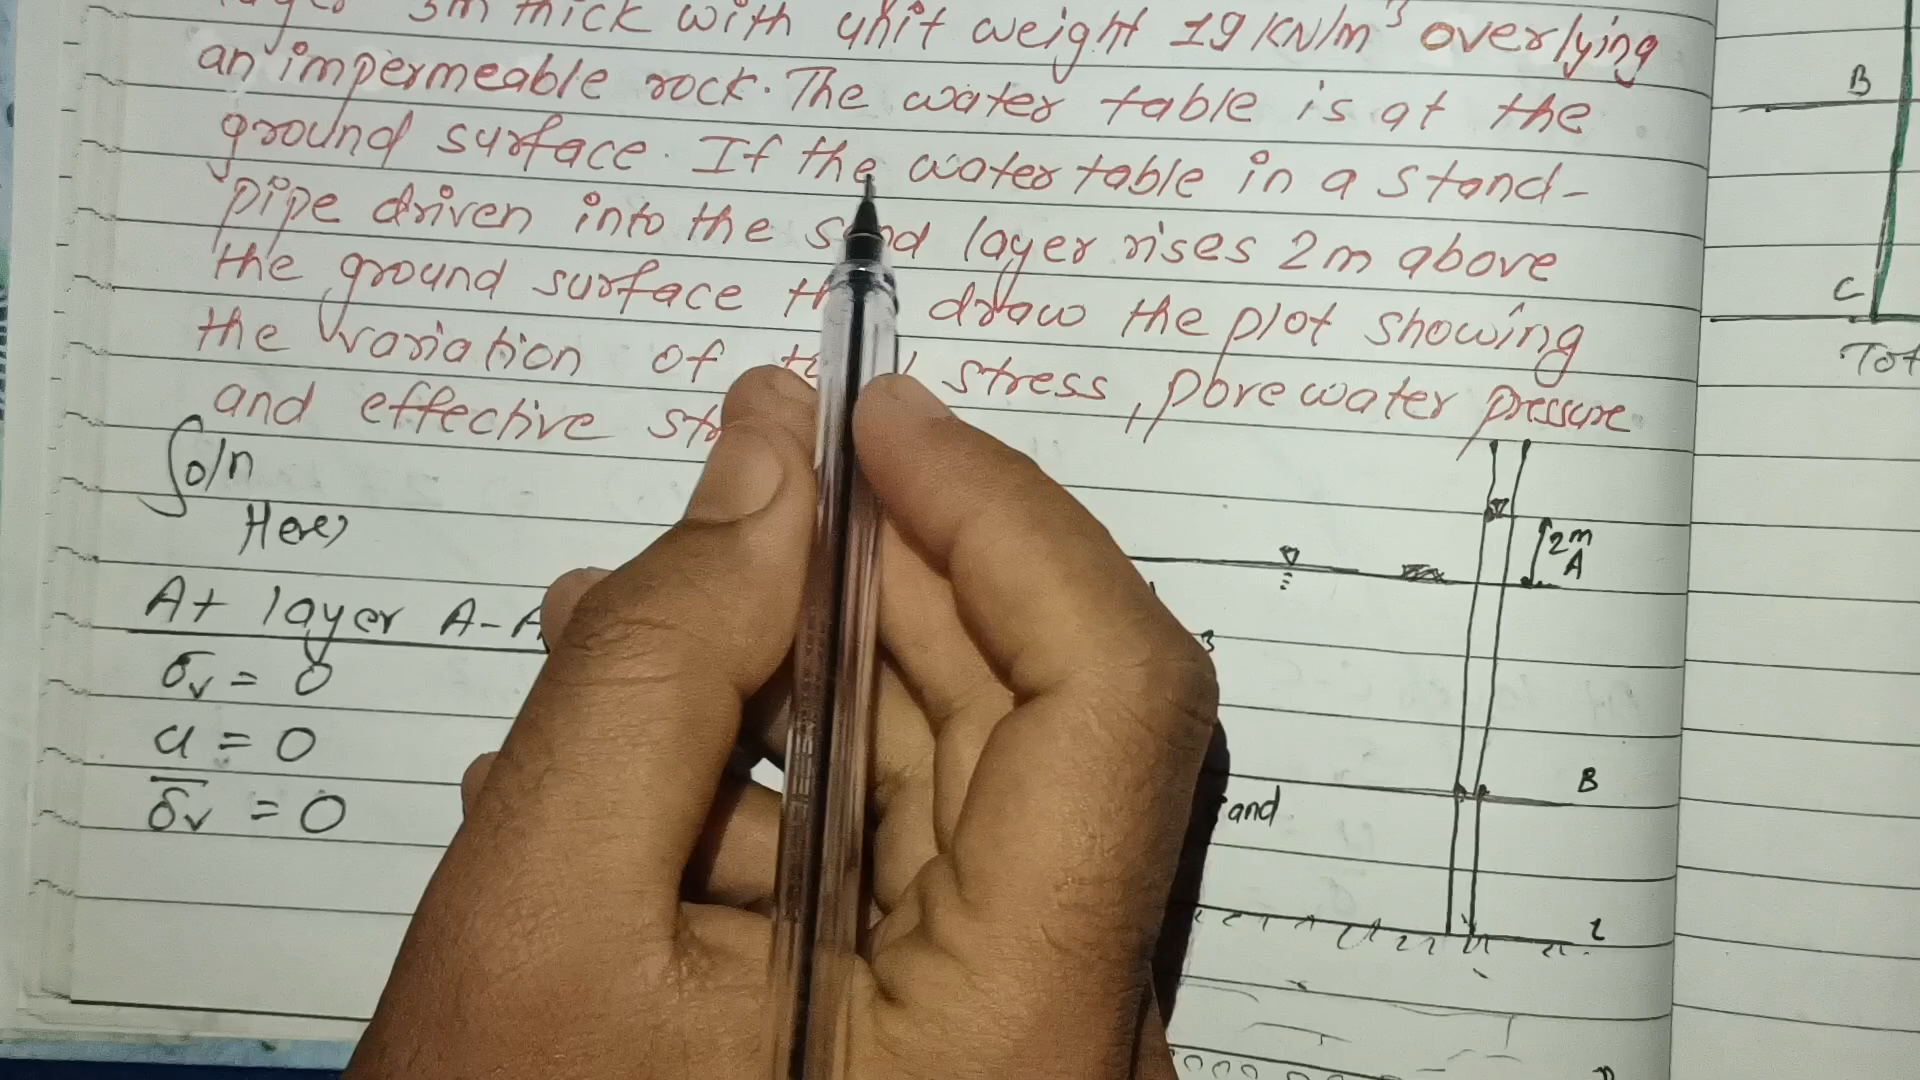 3m thick with unit weight 19 KN/m³ overlying
an impermeable rock. The water table is at the
ground surface. If the water table in a stand-
pipe driven into the sand layer rises 2m above
the ground surface draw the plot showing
the variation of stress, pore water pressure
and effective
Soln
Here,
At layer A-A
σv = 0
u = 0
σ̅v = 0
2m
A
B
and
B
C